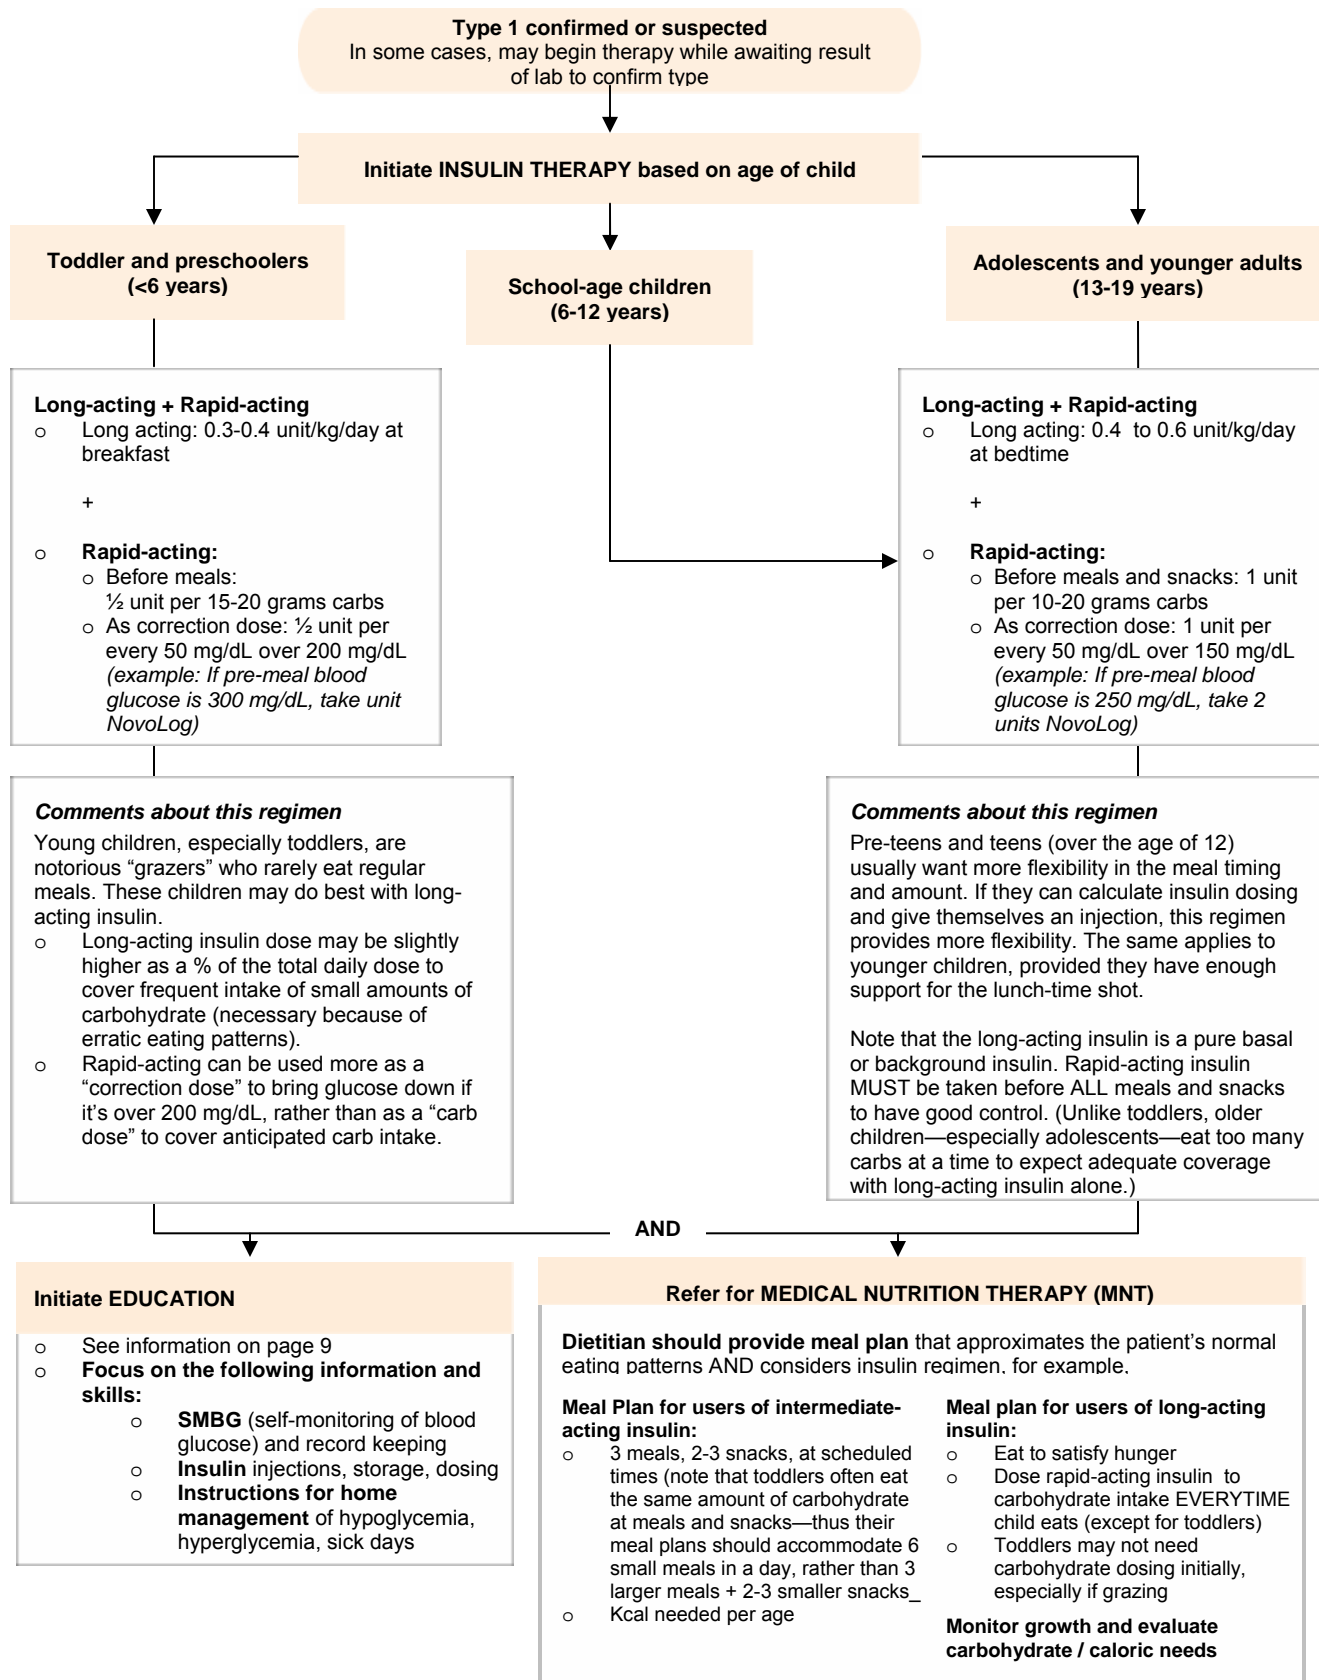 Type 1 confirmed or suspected
In some cases, may begin therapy while awaiting result
of lab to confirm type
Initiate INSULIN THERAPY based on age of child
Toddler and preschoolers
(<6 years)
School-age children
(6-12 years)
Adolescents and younger adults
(13-19 years)
Long-acting + Rapid-acting
o Long acting: 0.3-0.4 unit/kg/day at
breakfast
+
o Rapid-acting:
o Before meals:
½ unit per 15-20 grams carbs
o As correction dose: ½ unit per
every 50 mg/dL over 200 mg/dL
(example: If pre-meal blood
glucose is 300 mg/dL, take unit
NovoLog)
Long-acting + Rapid-acting
o Long acting: 0.4 to 0.6 unit/kg/day
at bedtime
+
o Rapid-acting:
o Before meals and snacks: 1 unit
per 10-20 grams carbs
o As correction dose: 1 unit per
every 50 mg/dL over 150 mg/dL
(example: If pre-meal blood
glucose is 250 mg/dL, take 2
units NovoLog)
Comments about this regimen
Young children, especially toddlers, are
notorious “grazers” who rarely eat regular
meals. These children may do best with long-
acting insulin.
o Long-acting insulin dose may be slightly
higher as a % of the total daily dose to
cover frequent intake of small amounts of
carbohydrate (necessary because of
erratic eating patterns).
o Rapid-acting can be used more as a
“correction dose” to bring glucose down if
it’s over 200 mg/dL, rather than as a “carb
dose” to cover anticipated carb intake.
Comments about this regimen
Pre-teens and teens (over the age of 12)
usually want more flexibility in the meal timing
and amount. If they can calculate insulin dosing
and give themselves an injection, this regimen
provides more flexibility. The same applies to
younger children, provided they have enough
support for the lunch-time shot.
Note that the long-acting insulin is a pure basal
or background insulin. Rapid-acting insulin
MUST be taken before ALL meals and snacks
to have good control. (Unlike toddlers, older
children—especially adolescents—eat too many
carbs at a time to expect adequate coverage
with long-acting insulin alone.)
AND
Initiate EDUCATION
o See information on page 9
o Focus on the following information and
skills:
o SMBG (self-monitoring of blood
glucose) and record keeping
o Insulin injections, storage, dosing
o Instructions for home
management of hypoglycemia,
hyperglycemia, sick days
Refer for MEDICAL NUTRITION THERAPY (MNT)
Dietitian should provide meal plan that approximates the patient’s normal
eating patterns AND considers insulin regimen, for example,
Meal Plan for users of intermediate-
acting insulin:
o 3 meals, 2-3 snacks, at scheduled
times (note that toddlers often eat
the same amount of carbohydrate
at meals and snacks—thus their
meal plans should accommodate 6
small meals in a day, rather than 3
larger meals + 2-3 smaller snacks_
o Kcal needed per age
Meal plan for users of long-acting
insulin:
o Eat to satisfy hunger
o Dose rapid-acting insulin to
carbohydrate intake EVERYTIME
child eats (except for toddlers)
o Toddlers may not need
carbohydrate dosing initially,
especially if grazing
Monitor growth and evaluate
carbohydrate / caloric needs